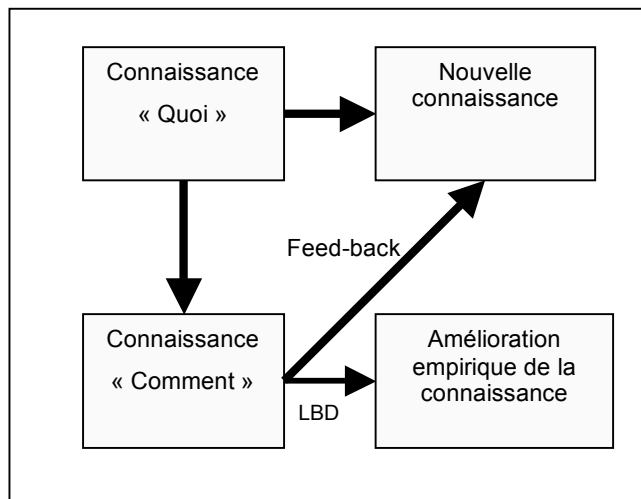 Connaissance
« Quoi »
Nouvelle
connaissance
Feed-back
Connaissance
« Comment »
LBD
Amélioration
empirique de la
connaissance